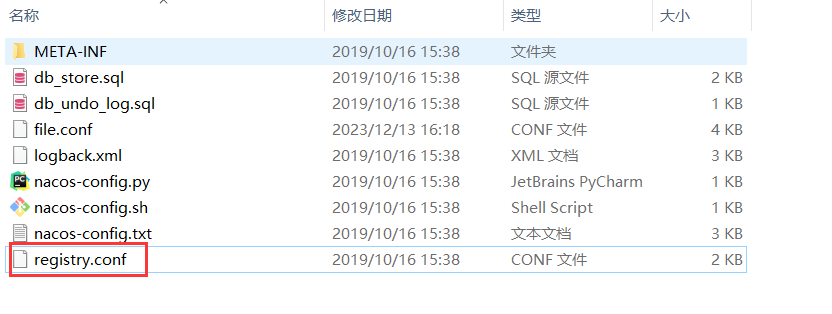 名称 修改日期 类型 大小
META-INF 2019/10/16 15:38 文件夹
db_store.sql 2019/10/16 15:38 SQL 源文件 2 KB
db_undo_log.sql 2019/10/16 15:38 SQL 源文件 1 KB
file.conf 2023/12/13 16:18 CONF 文件 4 KB
logback.xml 2019/10/16 15:38 XML 文档 3 KB
PC nacos-config.py 2019/10/16 15:38 JetBrains PyCharm 1 KB
nacos-config.sh 2019/10/16 15:38 Shell Script 1 KB
nacos-config.txt 2019/10/16 15:38 文本文档 3 KB
registry.conf 2019/10/16 15:38 CONF 文件 2 KB